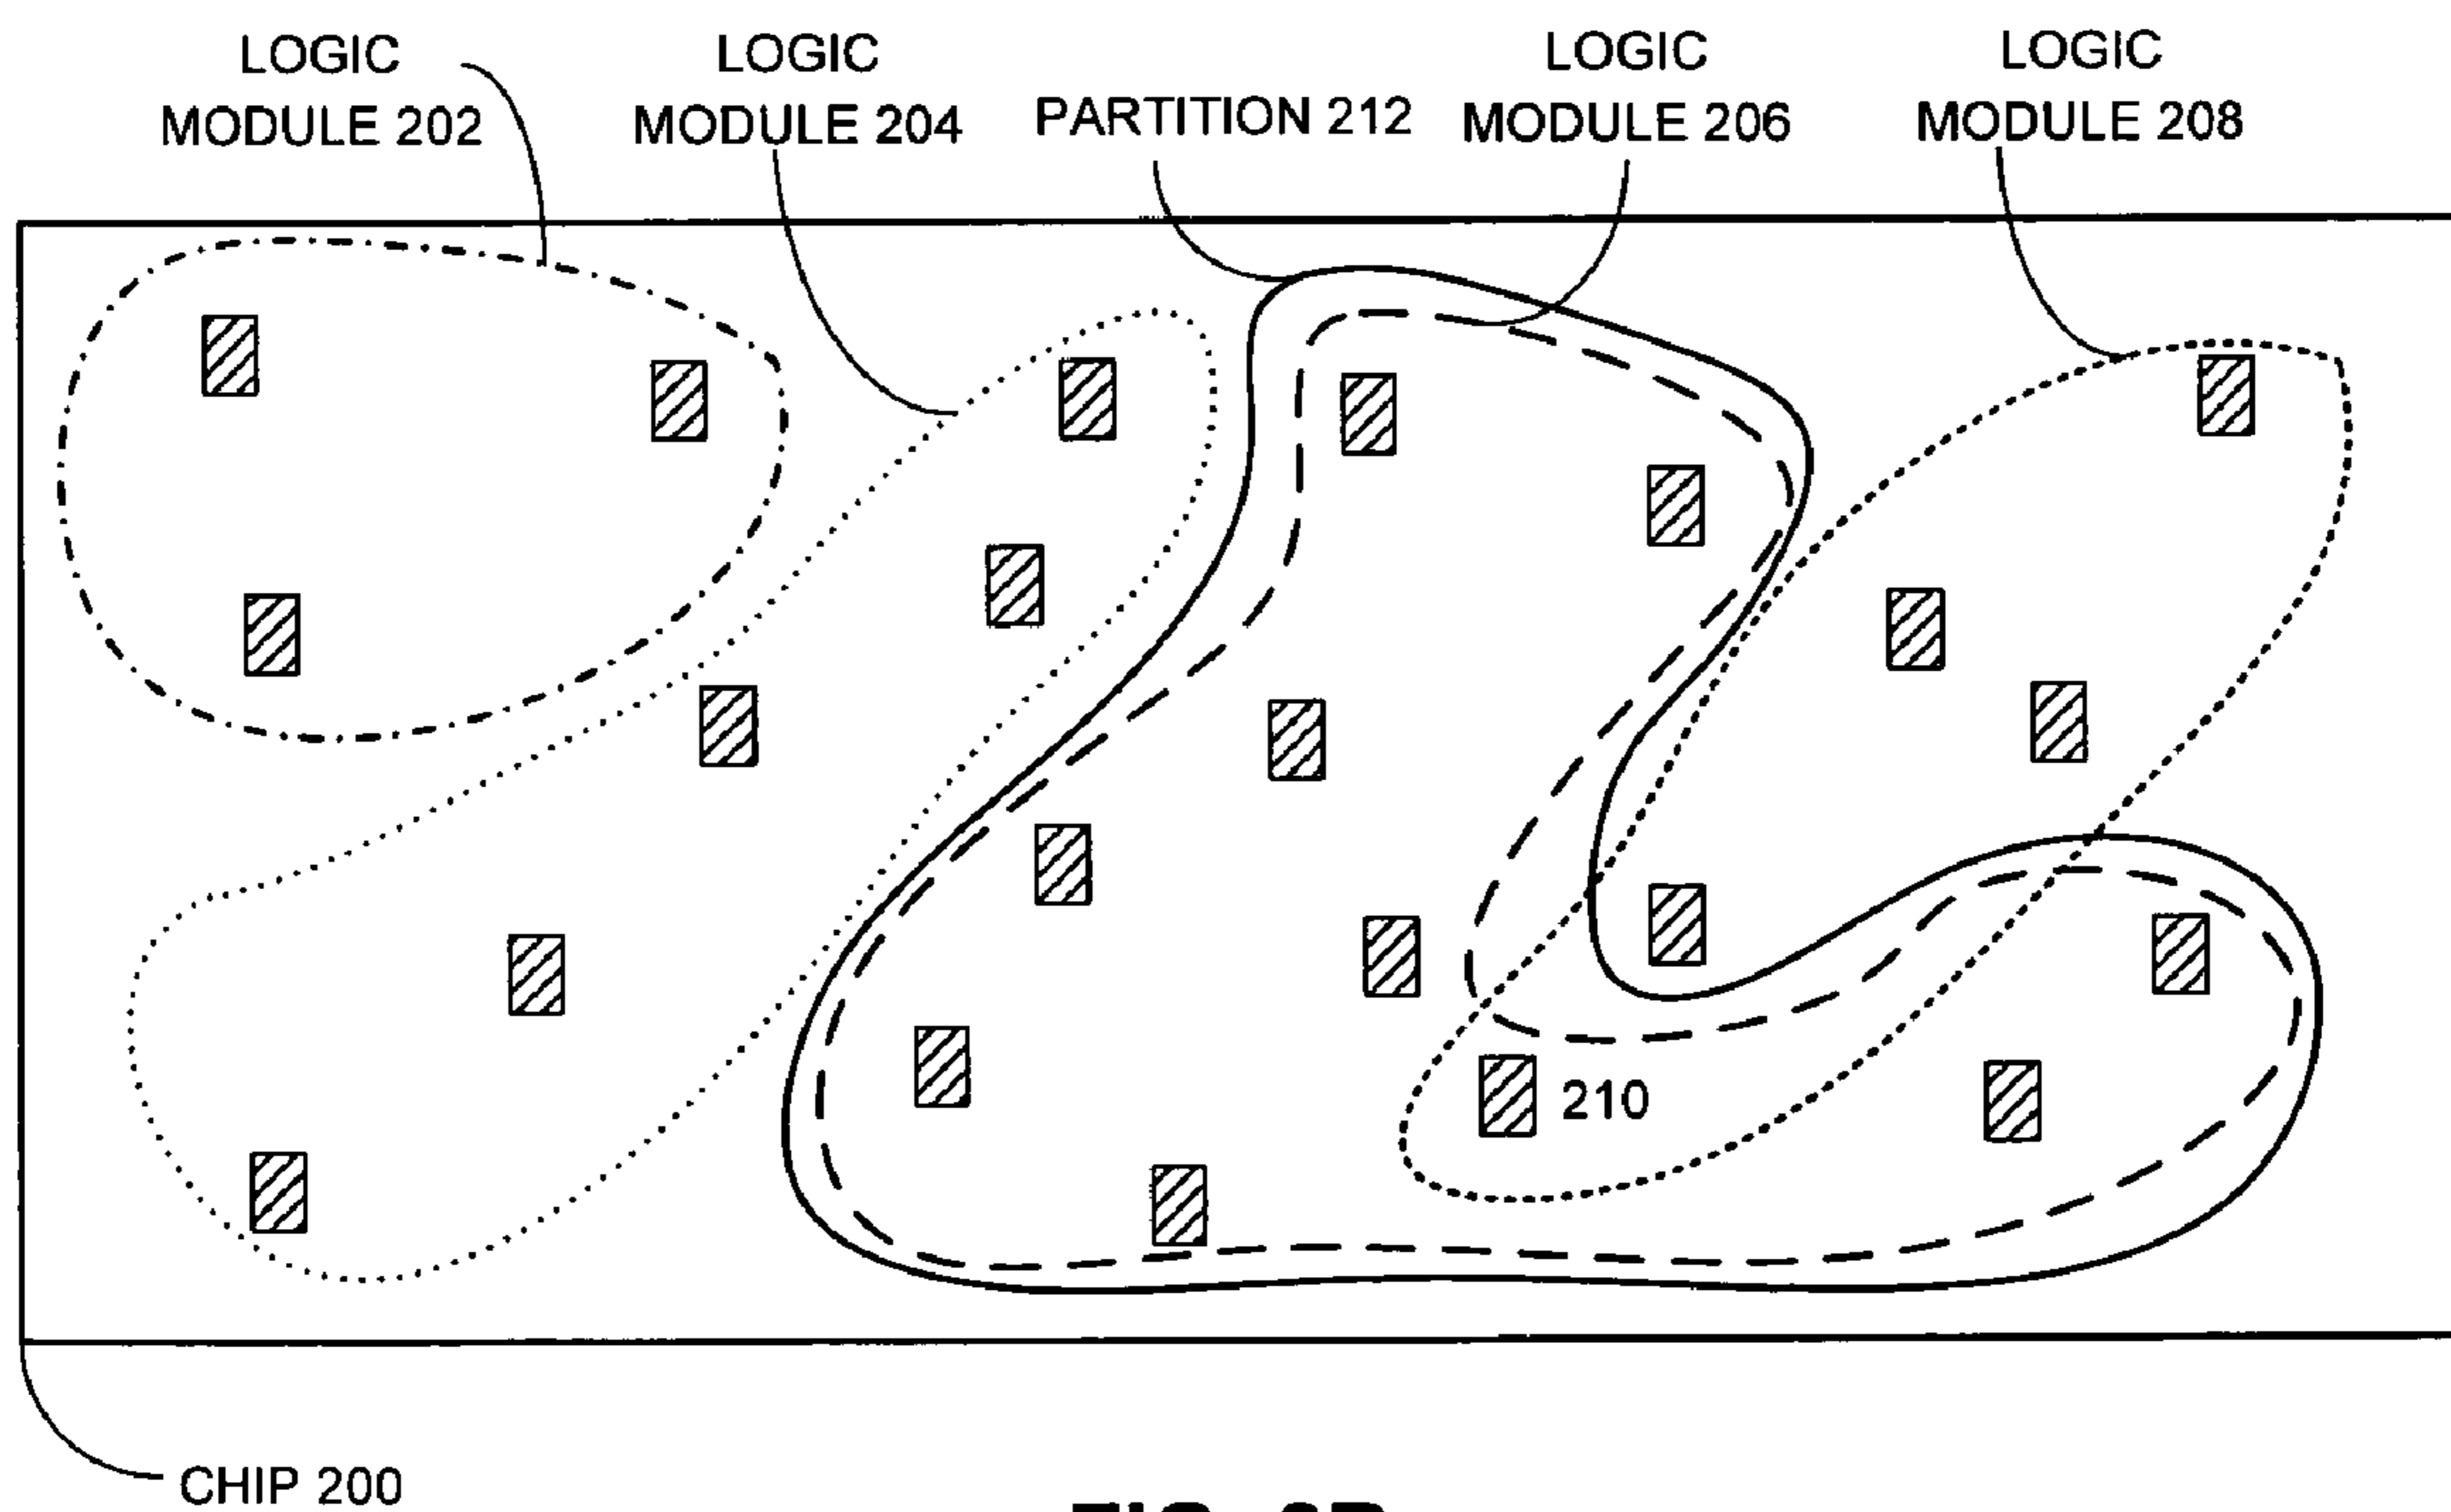 LOGIC
MODULE 202
LOGIC
MODULE 204
PARTITION 212
LOGIC
MODULE 206
LOGIC
MODULE 208
210
CHIP 200